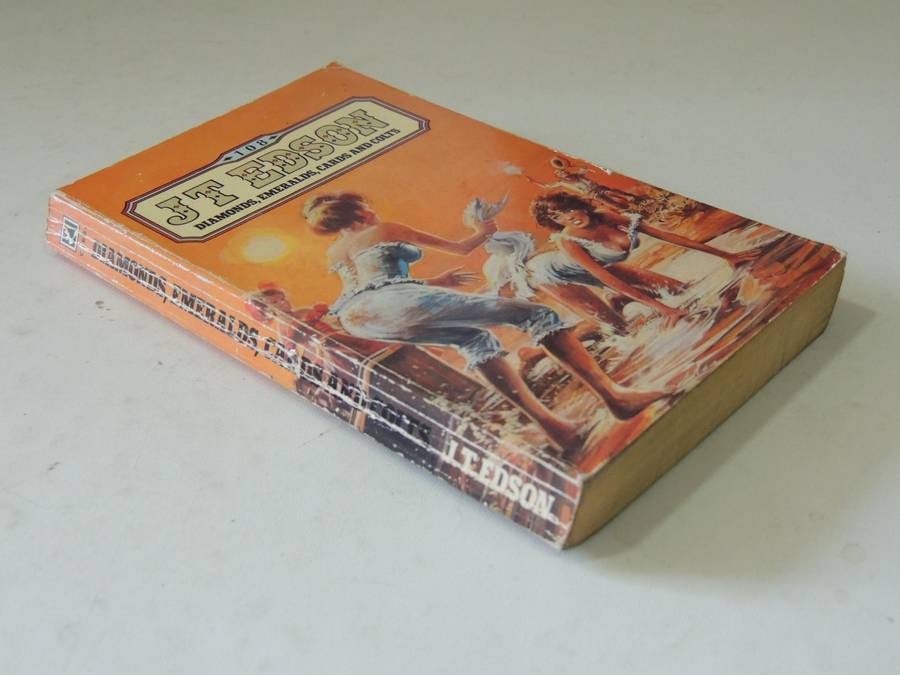 108
J T EDSON
DIAMONDS, EMERALDS, CARDS AND COLTS
DIAMONDS, EMERALDS, CARDS AND COLTS J.T. EDSON